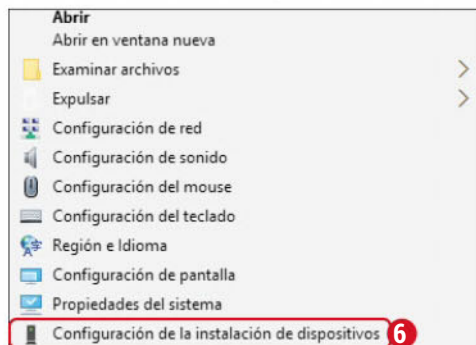 Abrir
Abrir en ventana nueva
Examinar archivos
Expulsar
Configuración de red
Configuración de sonido
Configuración del mouse
Configuración del teclado
Región e Idioma
Configuración de pantalla
Propiedades del sistema
Configuración de la instalación de dispositivos 6